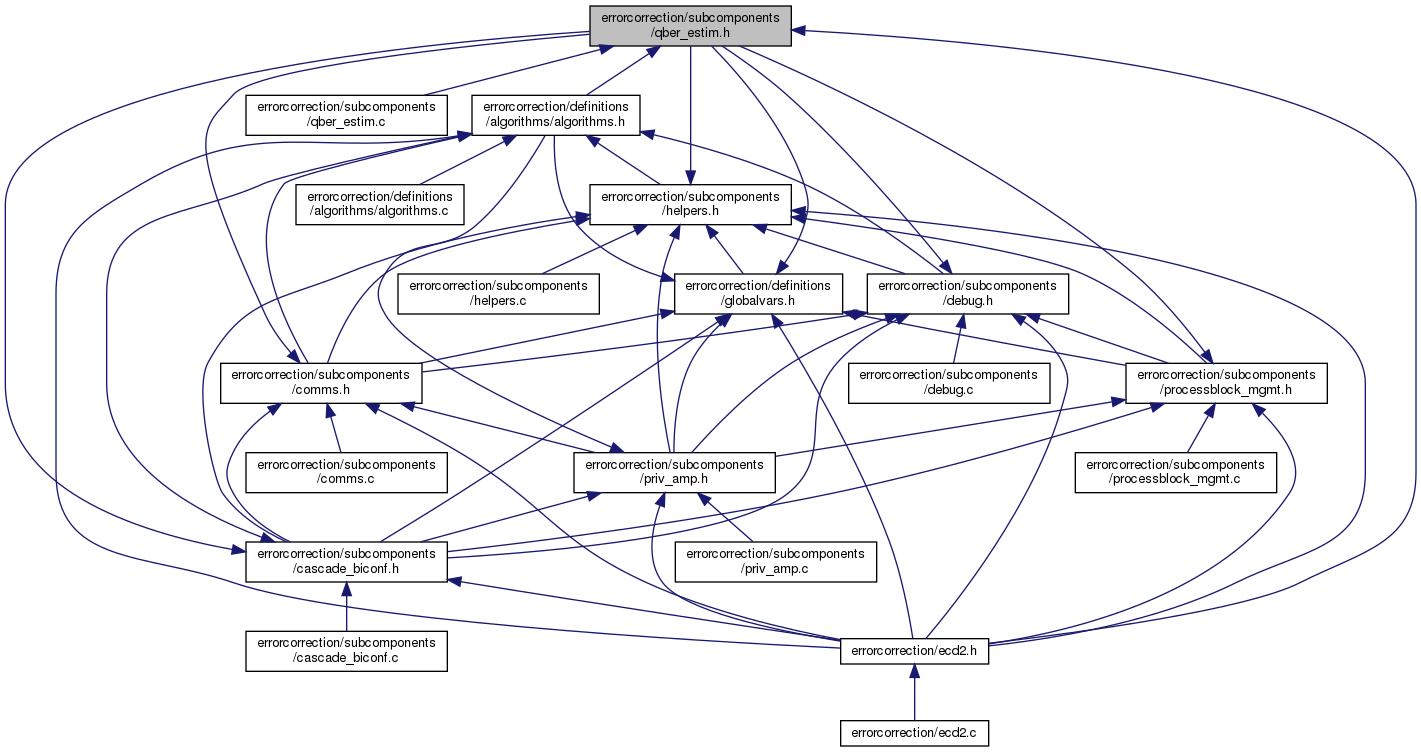 errorcorrection/subcomponents
/qber_estim.h
errorcorrection/subcomponents
/qber_estim.c
errorcorrection/definitions
/algorithms/algorithms.h
errorcorrection/definitions
/algorithms/algorithms.c
errorcorrection/subcomponents
/helpers.h
errorcorrection/subcomponents
/helpers.c
errorcorrection/definitions
/globalvars.h
errorcorrection/subcomponents
/debug.h
errorcorrection/subcomponents
/comms.h
errorcorrection/subcomponents
/debug.c
errorcorrection/subcomponents
/processblock_mgmt.h
errorcorrection/subcomponents
/comms.c
errorcorrection/subcomponents
/priv_amp.h
errorcorrection/subcomponents
/processblock_mgmt.c
errorcorrection/subcomponents
/cascade_biconf.h
errorcorrection/subcomponents
/priv_amp.c
errorcorrection/subcomponents
/cascade_biconf.c
errorcorrection/ecd2.h
errorcorrection/ecd2.c